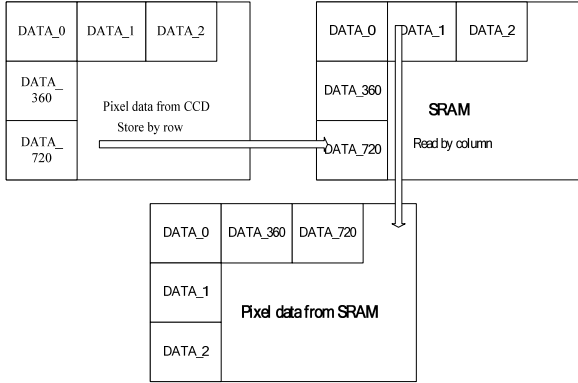 DATA_0 DATA_1 DATA_2
DATA_
360
DATA_
720
Pixel data from CCD
Store by row
DATA_0 DATA_1 DATA_2
DATA_360
DATA_720
SRAM
Read by column
DATA_0 DATA_360 DATA_720
DATA_1
DATA_2
Pixel data from SRAM